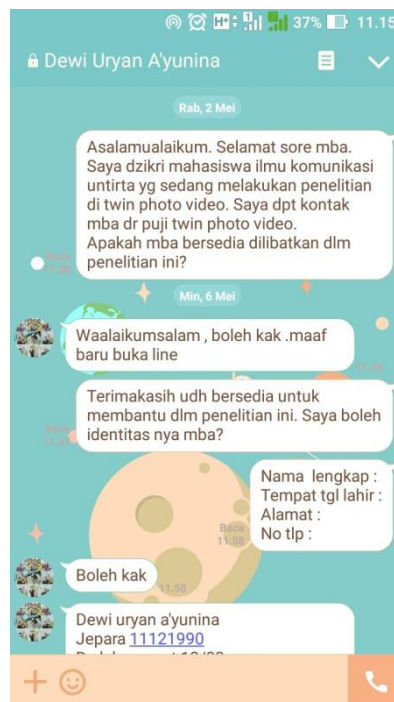 37% 11.15
Dewi Uryan A'yunina
Rab, 2 Mei
Asalamualaikum. Selamat sore mba.
Saya dzikri mahasiswa ilmu komunikasi
untirta yg sedang melakukan penelitian
di twin photo video. Saya dpt kontak
mba dr puji twin photo video.
Apakah mba bersedia dilibatkan dlm
penelitian ini?
Baca
Min, 6 Mei
Waalaikumsalam , boleh kak .maaf
baru buka line
Terimakasih udh bersedia untuk
membantu dlm penelitian ini. Saya boleh
identitas nya mba?
Baca
11.57
Nama lengkap :
Tempat tgl lahir :
Alamat :
No tlp :
Baca
11.58
Boleh kak
11.58
Dewi uryan a'yunina
Jepara 11121990